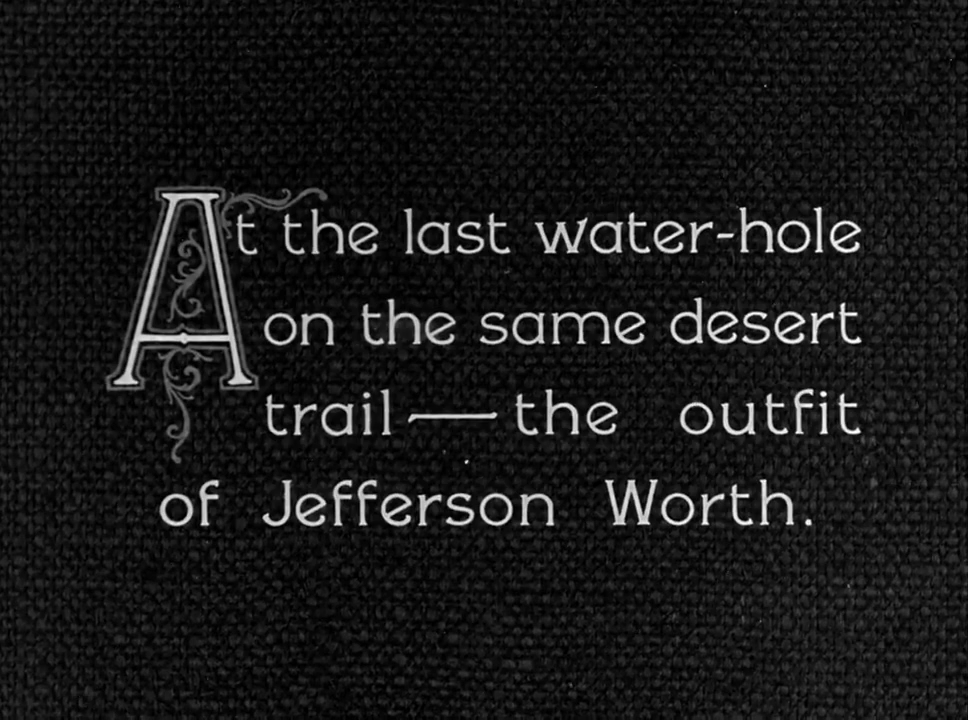 At the last water-hole
on the same desert
trail — the outfit
of Jefferson Worth.